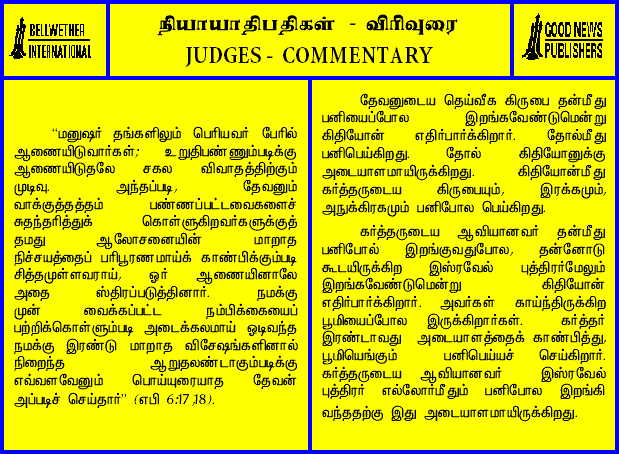 BELLWETHER
INTERNATIONAL
நியாயாதிபதிகள் - விரிவுரை
JUDGES - COMMENTARY
GOOD NEWS
PUBLISHERS
“மனுஷர் தங்களிலும் பெரியவர் பேரில்
ஆணையிடுவார்கள்; உறுதிபண்ணும்படிக்கு
ஆணையிடுதலே சகல விவாதத்திற்கும்
முடிவு. அந்தப்படி, தேவனும்
வாக்குத்தத்தம் பண்ணப்பட்டவைகளைச்
சுதந்தரித்துக் கொள்ளுகிறவர்களுக்குத்
தமது ஆலோசனையின் மாறாத
நிச்சயத்தைப் பரிபூரணமாய்க் காண்பிக்கும்படி
சித்தமுள்ளவராய், ஓர் ஆணையினாலே
அதை ஸ்திரப்படுத்தினார். நமக்கு
முன் வைக்கப்பட்ட நம்பிக்கையைப்
பற்றிக்கொள்ளும்படி அடைக்கலமாய் ஓடிவந்த
நமக்கு இரண்டு மாறாத விசேஷங்களினால்
நிறைந்த ஆறுதலண்டாகும்படிக்கு
எவ்வளவேனும் பொய்யுரையாத தேவன்
அப்படிச் செய்தார்” (எபி 6:17,18).
தேவனுடைய தெய்வீக கிருபை தன்மீது
பனியைப்போல இறங்கவேண்டுமென்று
கிதியோன் எதிர்பார்க்கிறார். தோல்மீது
பனிபெய்கிறது. தோல் கிதியோனுக்கு
அடையாளமாயிருக்கிறது. கிதியோன்மீது
கர்த்தருடைய கிருபையும், இரக்கமும்,
அநுக்கிரகமும் பனிபோல பெய்கிறது.
கர்த்தருடைய ஆவியானவர் தன்மீது
பனிபோல் இறங்குவதுபோல, தன்னோடு
கூடயிருக்கிற இஸ்ரவேல் புத்திரர்மேலும்
இறங்கவேண்டுமென்று கிதியோன்
எதிர்பார்க்கிறார். அவர்கள் காய்ந்திருக்கிற
பூமியைப்போல இருக்கிறார்கள். கர்த்தர்
இரண்டாவது அடையாளத்தைக் காண்பித்து,
பூமியெங்கும் பனிபெய்யச் செய்கிறார்.
கர்த்தருடைய ஆவியானவர் இஸ்ரவேல்
புத்திரர் எல்லோர்மீதும் பனிபோல இறங்கி
வந்ததற்கு இது அடையாளமாயிருக்கிறது.